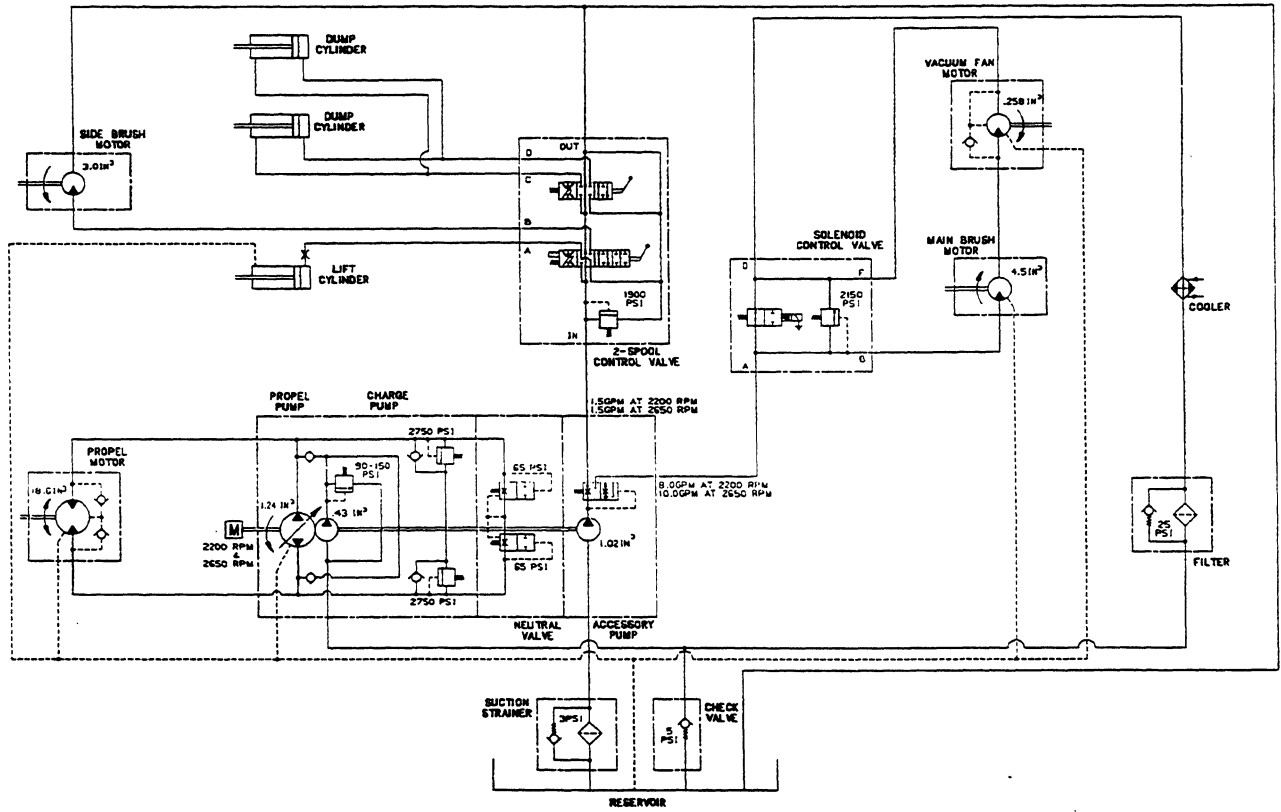 DUMP
CYLINDER
DUMP
CYLINDER
SIDE BRUSH
MOTOR
3.0IN³
LIFT
CYLINDER
OUT
D
C
B
A
1900
PSI
IN
2-SPOOL
CONTROL VALVE
VACUUM FAN
MOTOR
.258 IN³
SOLENOID
CONTROL VALVE
D
F
2150
PSI
A
G
MAIN BRUSH
MOTOR
4.5IN³
COOLER
PROPEL
PUMP
CHARGE
PUMP
1.5GPM AT 2200 RPM
1.5GPM AT 2650 RPM
2750 PSI
PROPEL
MOTOR
90-150
PSI
65 PSI
8.0GPM AT 2200 RPM
10.0GPM AT 2650 RPM
1.24 IN³
.43 IN³
M
2200 RPM
&
2650 RPM
1.02IN³
65 PSI
2750 PSI
25
PSI
FILTER
NEUTRAL
VALVE
ACCESSORY
PUMP
SUCTION
STRAINER
3PSI
CHECK
VALVE
PSI
RESERVOIR